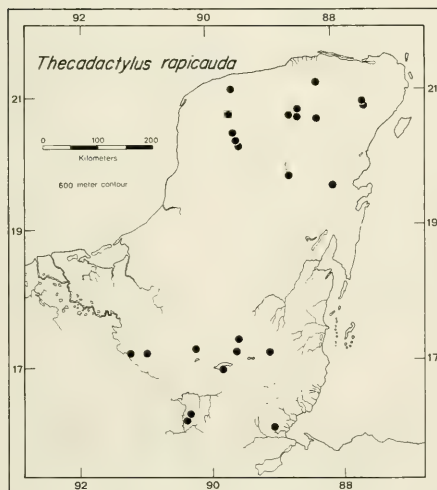 92 90 88
Thecadactylus rapicauda
21 21
0 100 200
Kilometers
600 meter contour
19 19
17
17
92 90 88